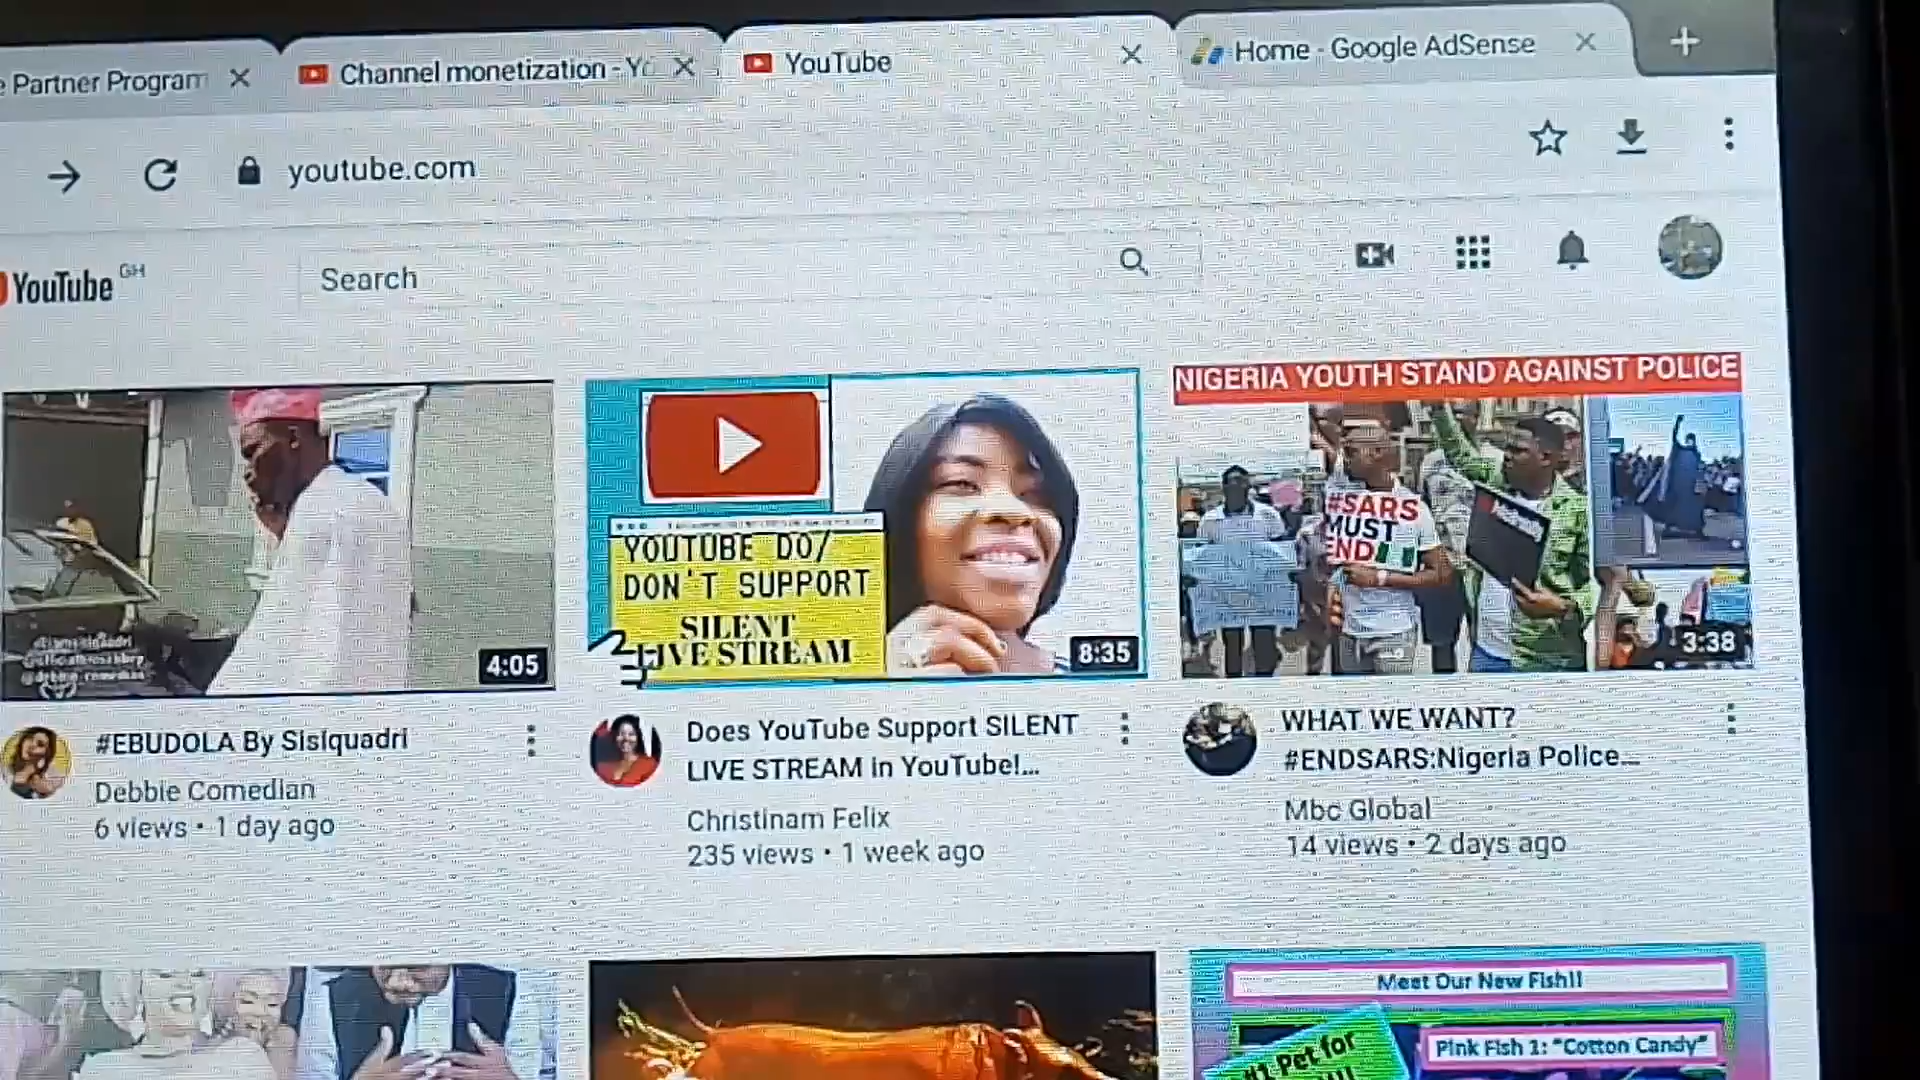 e Partner Program
Channel monetization - Yo
YouTube
Home - Google AdSense
youtube.com
YouTube GH
Search
NIGERIA YOUTH STAND AGAINST POLICE
#SARS
MUST
END
YOUTUBE DO/
DON'T SUPPORT
SILENT
LIVE STREAM
4:05
8:35
3:38
#EBUDOLA By Sisiquadri
Debbie Comedian
6 views • 1 day ago
Does YouTube Support SILENT
LIVE STREAM in YouTube!...
Christinam Felix
235 views • 1 week ago
WHAT WE WANT?
#ENDSARS:Nigeria Police...
Mbc Global
14 views • 2 days ago
Meet Our New Fish!!
#1 Pet for
Pink Fish 1: "Cotton Candy"